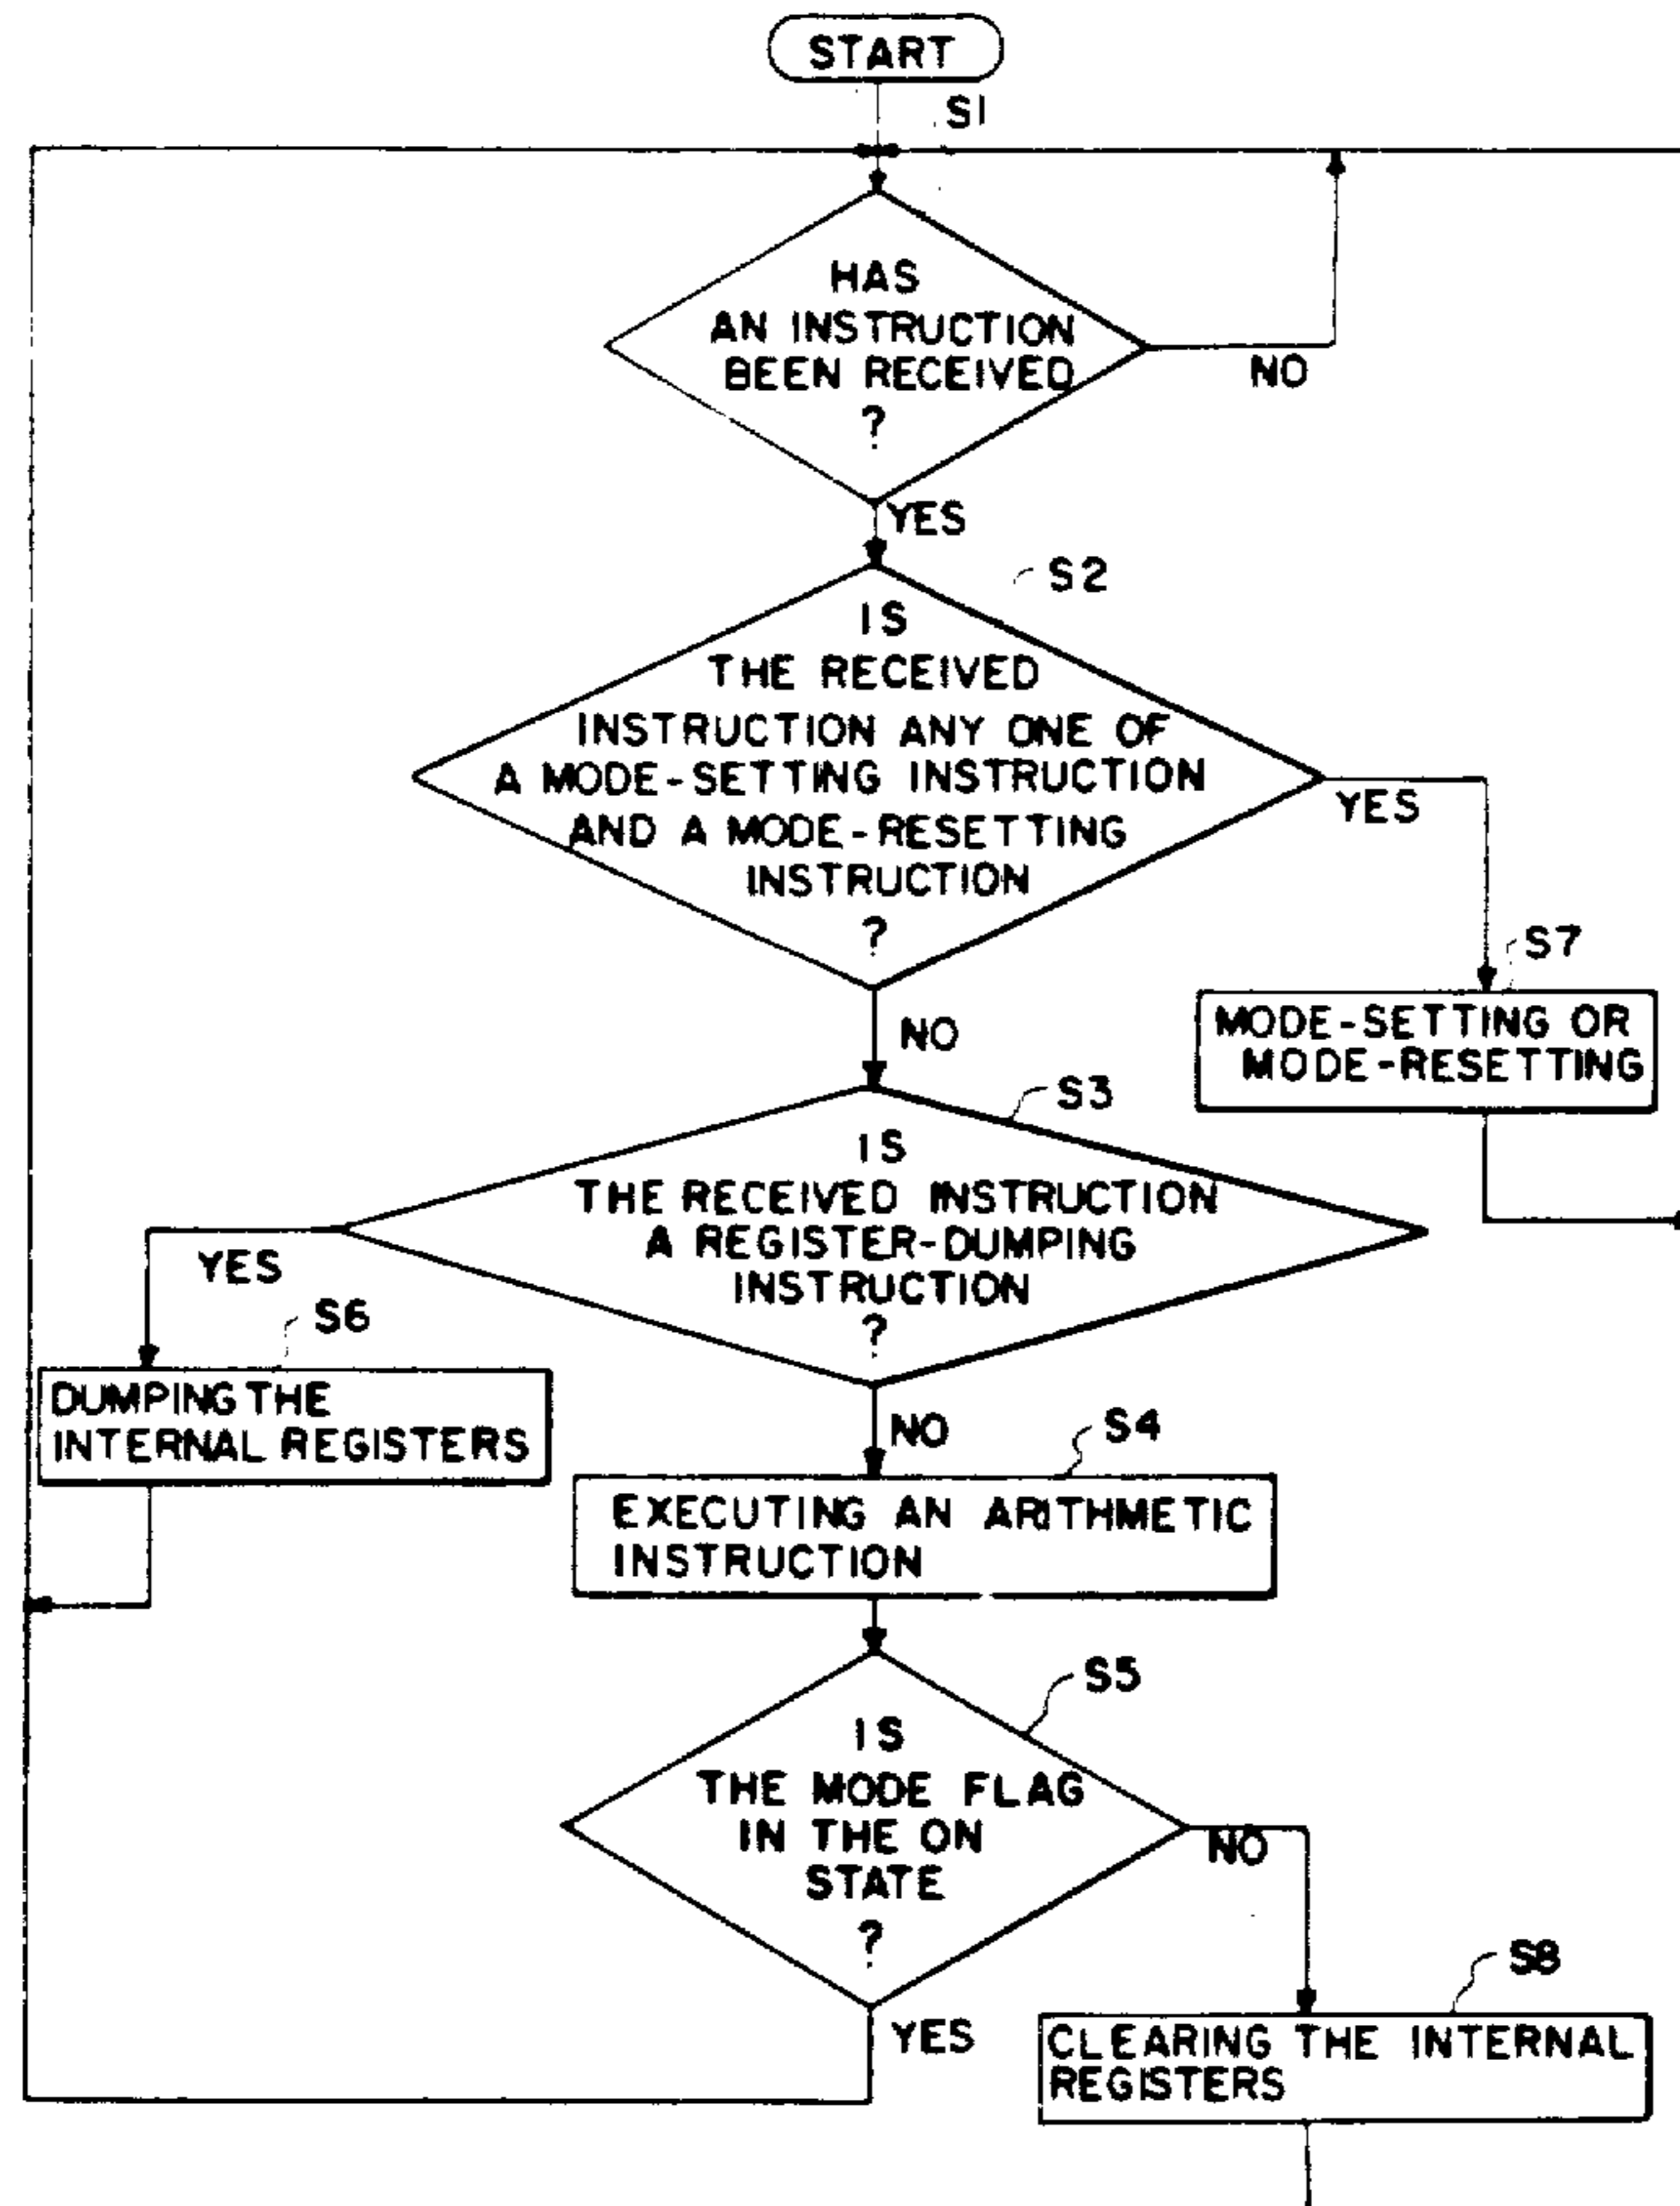 START
S1
HAS
AN INSTRUCTION
BEEN RECEIVED
?
NO
YES
S2
IS
THE RECEIVED
INSTRUCTION ANY ONE OF
A MODE-SETTING INSTRUCTION
AND A MODE-RESETTING
INSTRUCTION
?
YES
S7
MODE-SETTING OR
MODE-RESETTING
NO
S3
IS
THE RECEIVED INSTRUCTION
A REGISTER-DUMPING
INSTRUCTION
?
YES
S6
DUMPING THE
INTERNAL REGISTERS
NO
S4
EXECUTING AN ARITHMETIC
INSTRUCTION
S5
IS
THE MODE FLAG
IN THE ON
STATE
?
NO
S8
YES
CLEARING THE INTERNAL
REGISTERS